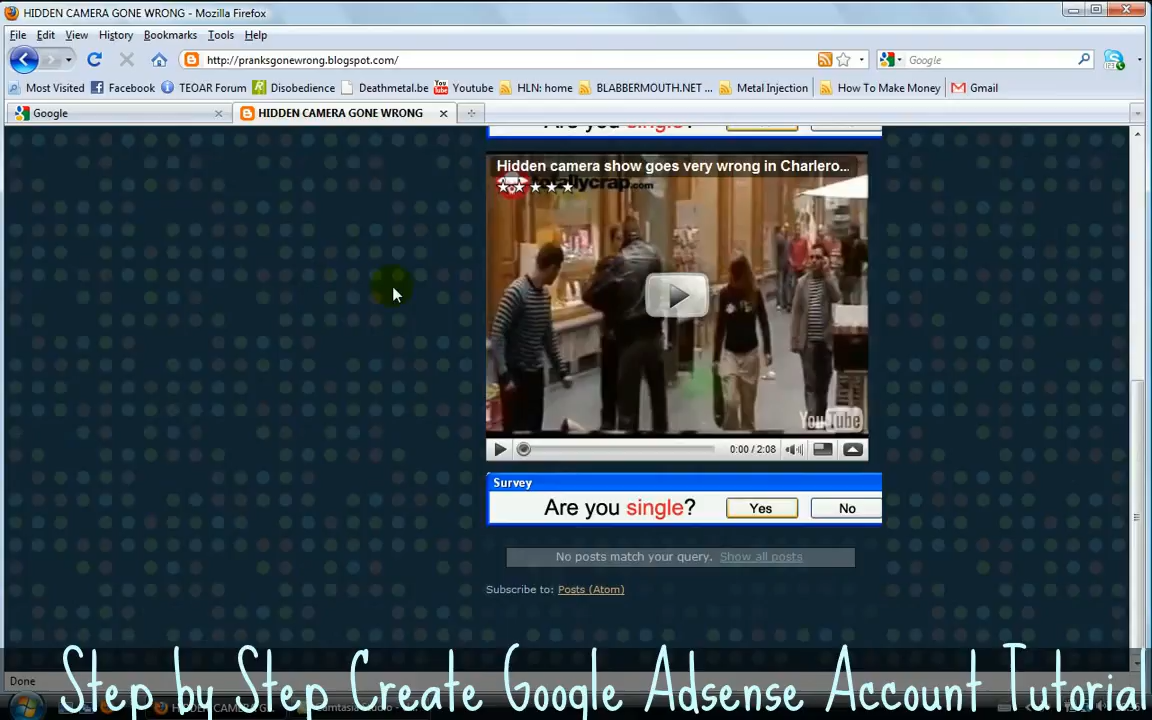 HIDDEN CAMERA GONE WRONG - Mozilla Firefox
File Edit View History Bookmarks Tools Help
http://pranksgonewrong.blogspot.com/ Google
Most Visited Facebook TEOAR Forum Disobedience Deathmetal.be Youtube HLN: home BLABBERMOUTH.NET ... Metal Injection How To Make Money Gmail
Google HIDDEN CAMERA GONE WRONG
Are you single?
Hidden camera show goes very wrong in Charlero...
totallycrap.com
YouTube
0:00 / 2:08
Survey
Are you single? Yes No
No posts match your query. Show all posts
Subscribe to: Posts (Atom)
Done
Step by Step Create Google Adsense Account Tutorial